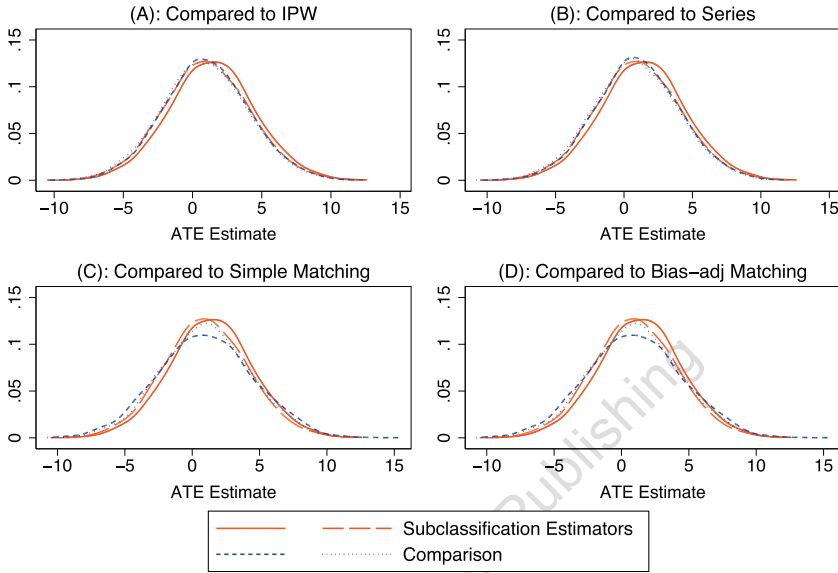 (A): Compared to IPW
(B): Compared to Series
.15
.1
.05
0
−10 −5 0 5 10 15
ATE Estimate
.15
.1
.05
0
−10 −5 0 5 10 15
ATE Estimate
(C): Compared to Simple Matching
(D): Compared to Bias−adj Matching
.15
.1
.05
0
−10 −5 0 5 10 15
ATE Estimate
.15
.1
.05
0
−10 −5 0 5 10 15
ATE Estimate
Publishing
Subclassification Estimators
Comparison